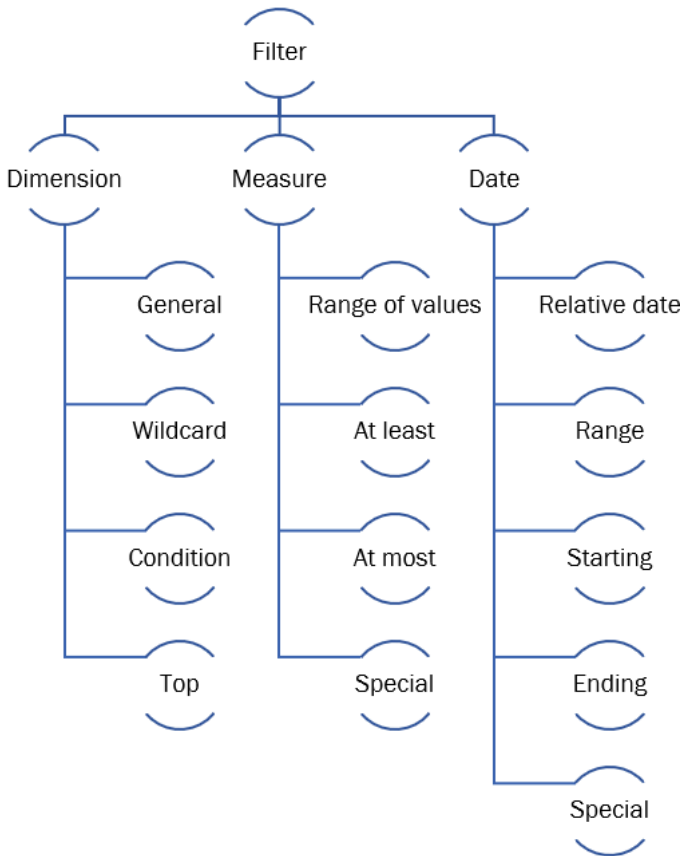 Filter
Dimension
Measure
Date
General
Range of values
Relative date
Wildcard
At least
Range
Condition
At most
Starting
Top
Special
Ending
Special